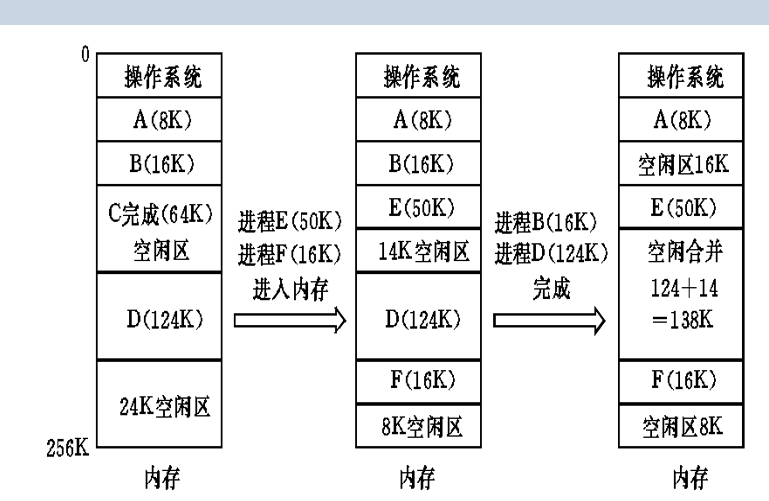 0
操作系统
A(8K)
B(16K)
C完成(64K)
空闲区
D(124K)
24K空闲区
256K
内存
进程E(50K)
进程F(16K)
进入内存
操作系统
A(8K)
B(16K)
E(50K)
14K空闲区
D(124K)
F(16K)
8K空闲区
内存
进程B(16K)
进程D(124K)
完成
操作系统
A(8K)
空闲区16K
E(50K)
空闲合并
124+14
=138K
F(16K)
空闲区8K
内存